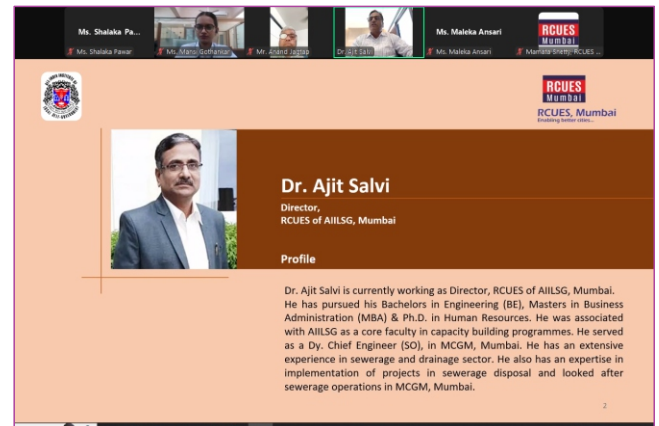 Ms. Shalaka Pa...
Ms. Maleka Ansari
RCUES
Mumbai
Ms. Shalaka Pawar
Ms. Mansi Gothankar
Mr. Anand Jagtap
Dr. Ajit Salvi
Ms. Maleka Ansari
Mamata Shetty, RCUES ...
RCUES
Mumbai
RCUES, Mumbai
Enabling better cities...
Dr. Ajit Salvi
Director,
RCUES of AIILSG, Mumbai
Profile
Dr. Ajit Salvi is currently working as Director, RCUES of AIILSG, Mumbai.
He has pursued his Bachelors in Engineering (BE), Masters in Business
Administration (MBA) & Ph.D. in Human Resources. He was associated
with AIILSG as a core faculty in capacity building programmes. He served
as a Dy. Chief Engineer (SO), in MCGM, Mumbai. He has an extensive
experience in sewerage and drainage sector. He also has an expertise in
implementation of projects in sewerage disposal and looked after
sewerage operations in MCGM, Mumbai.
2